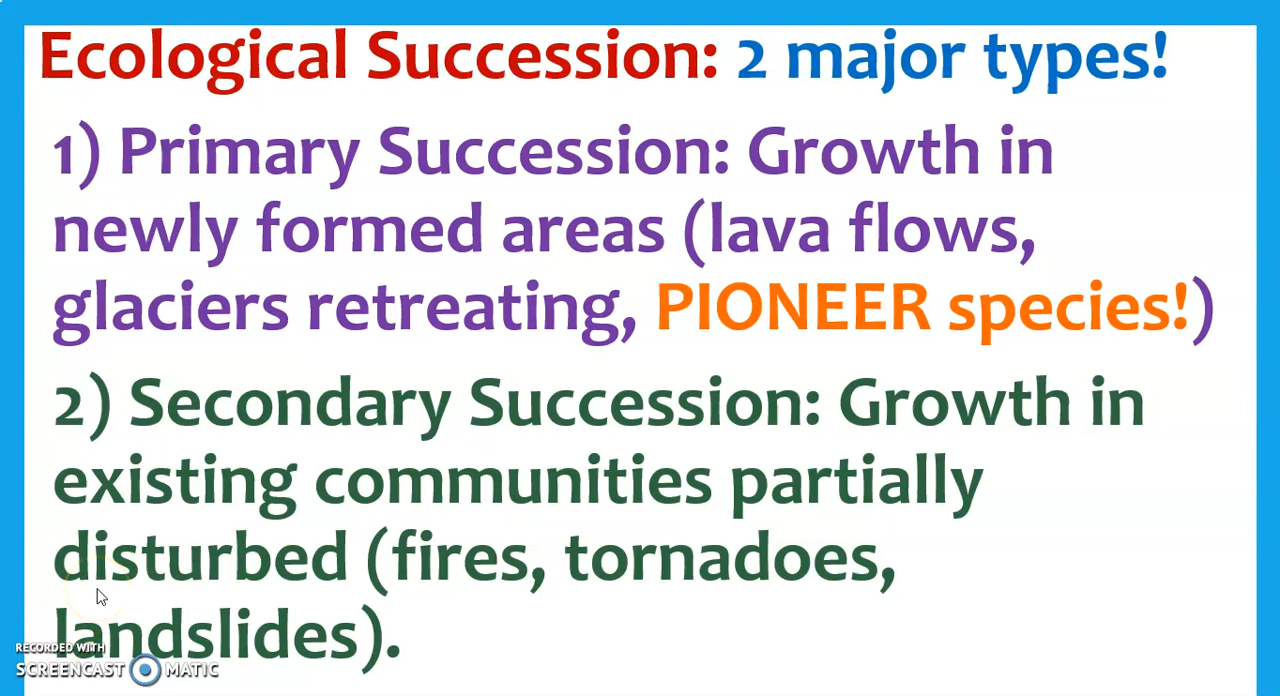 Ecological Succession: 2 major types!
1) Primary Succession: Growth in
newly formed areas (lava flows,
glaciers retreating, PIONEER species!)
2) Secondary Succession: Growth in
existing communities partially
disturbed (fires, tornadoes,
landslides).
RECORDED WITH
SCREENCAST MATIC